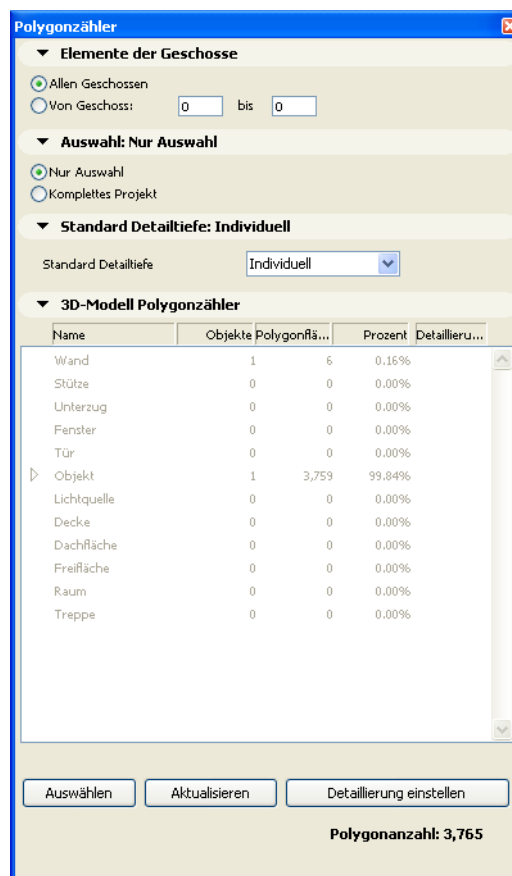 Polygonzähler
Elemente der Geschosse
Allen Geschossen
Von Geschoss: 0 bis 0
Auswahl: Nur Auswahl
Nur Auswahl
Komplettes Projekt
Standard Detailtiefe: Individuell
Standard Detailtiefe Individuell
3D-Modell Polygonzähler
Name Objekte Polygonflä... Prozent Detaillieru...
Wand 1 6 0.16%
Stütze 0 0 0.00%
Unterzug 0 0 0.00%
Fenster 0 0 0.00%
Tür 0 0 0.00%
Objekt 1 3,759 99.84%
Lichtquelle 0 0 0.00%
Decke 0 0 0.00%
Dachfläche 0 0 0.00%
Freifläche 0 0 0.00%
Raum 0 0 0.00%
Treppe 0 0 0.00%
Auswählen Aktualisieren Detaillierung einstellen
Polygonanzahl: 3,765